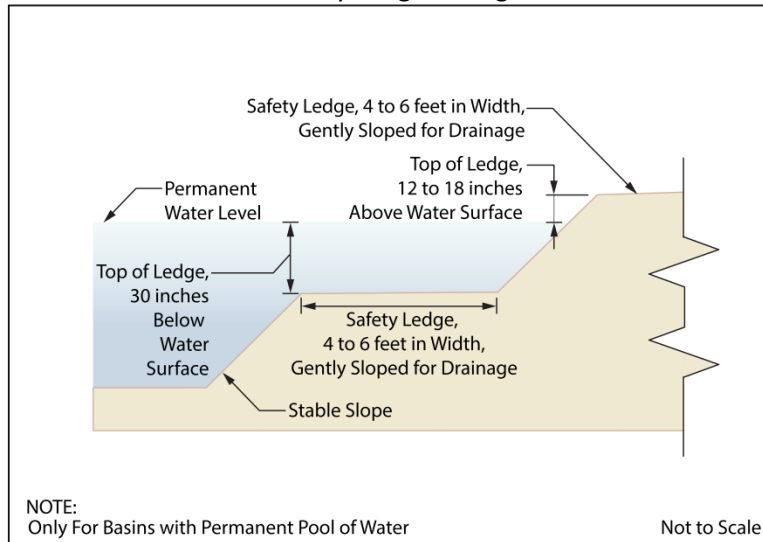 Safety Ledge, 4 to 6 feet in Width,
Gently Sloped for Drainage
Top of Ledge,
12 to 18 inches
Above Water Surface
Permanent
Water Level
Top of Ledge,
30 inches
Below
Water
Surface
Safety Ledge,
4 to 6 feet in Width,
Gently Sloped for Drainage
Stable Slope
NOTE:
Only For Basins with Permanent Pool of Water
Not to Scale